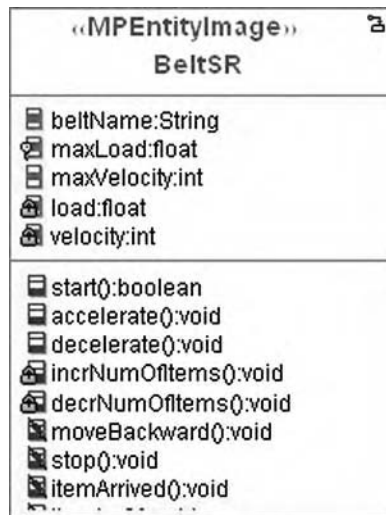 «MPEntityImage»
BeltSR
beltName:String
maxLoad:float
maxVelocity:int
load:float
velocity:int
start():boolean
accelerate():void
decelerate():void
incrNumOfItems():void
decrNumOfItems():void
moveBackward():void
stop():void
itemArrived():void